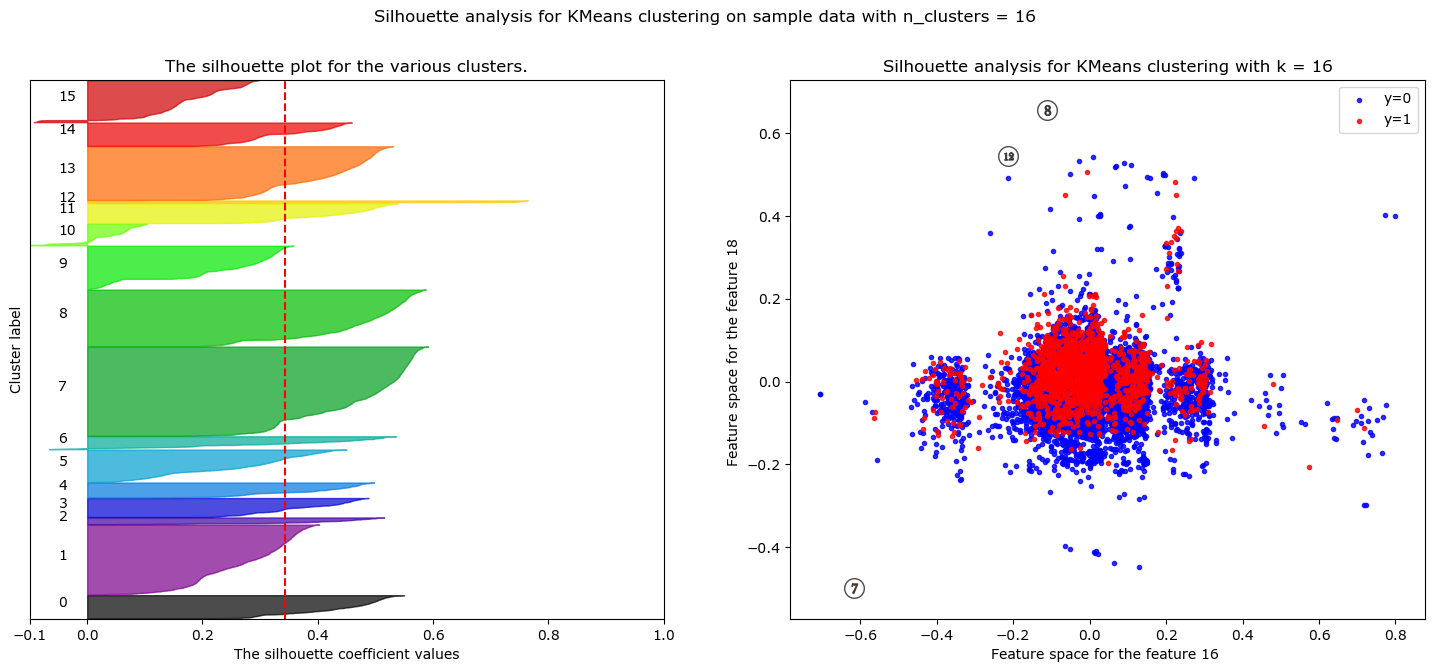 Silhouette analysis for KMeans clustering on sample data with n_clusters = 16
The silhouette plot for the various clusters.
15
14
13
12
11
10
9
8
7
6
5
4
3
2
1
0
Cluster label
−0.1 0.0 0.2 0.4 0.6 0.8 1.0
The silhouette coefficient values
Silhouette analysis for KMeans clustering with k = 16
y=0
y=1
8
7
0.6
0.4
0.2
0.0
−0.2
−0.4
Feature space for the feature 18
−0.6 −0.4 −0.2 0.0 0.2 0.4 0.6 0.8
Feature space for the feature 16